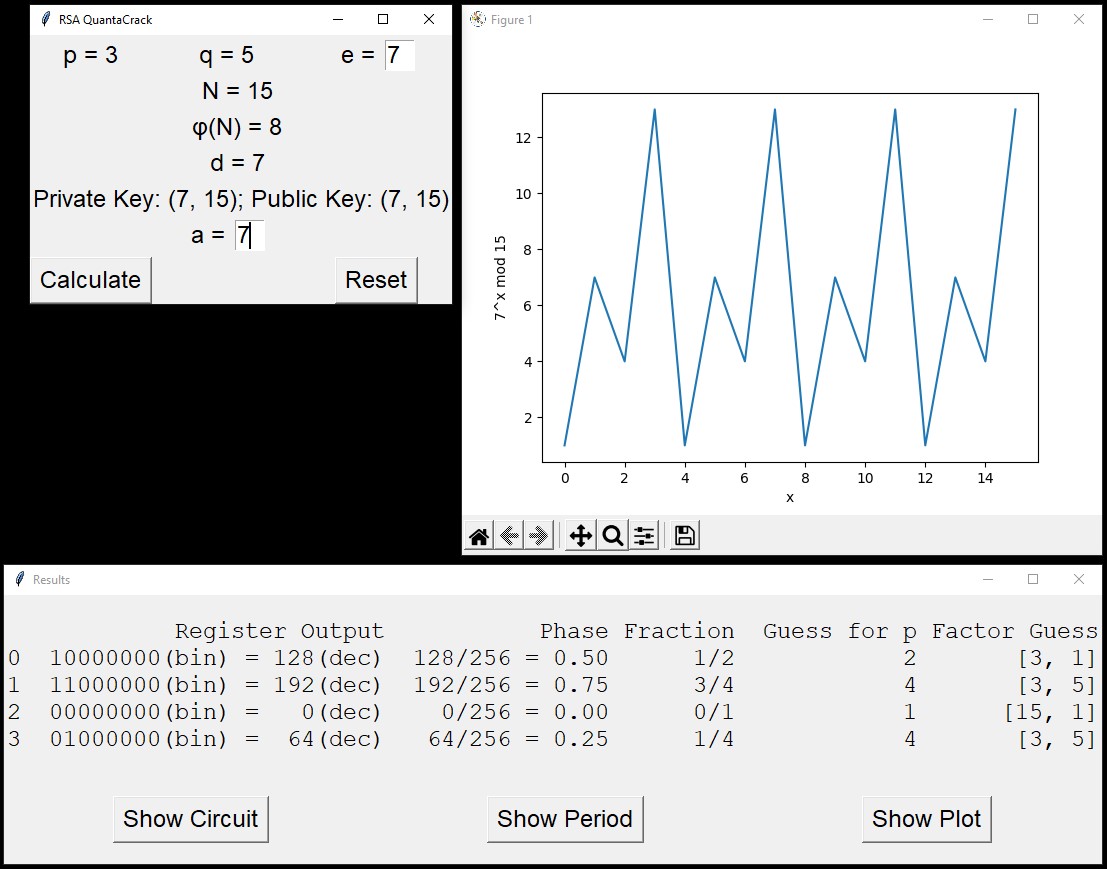 RSA QuantaCrack
p = 3 q = 5 e = 7
N = 15
φ(N) = 8
d = 7
Private Key: (7, 15); Public Key: (7, 15)
a = 7
Calculate Reset
Figure 1
12
10
8
6
4
2
7^x mod 15
0 2 4 6 8 10 12 14
x
Results
Register Output Phase Fraction Guess for p Factor Guess
0 10000000(bin) = 128(dec) 128/256 = 0.50 1/2 2 [3, 1]
1 11000000(bin) = 192(dec) 192/256 = 0.75 3/4 4 [3, 5]
2 00000000(bin) = 0(dec) 0/256 = 0.00 0/1 1 [15, 1]
3 01000000(bin) = 64(dec) 64/256 = 0.25 1/4 4 [3, 5]
Show Circuit Show Period Show Plot